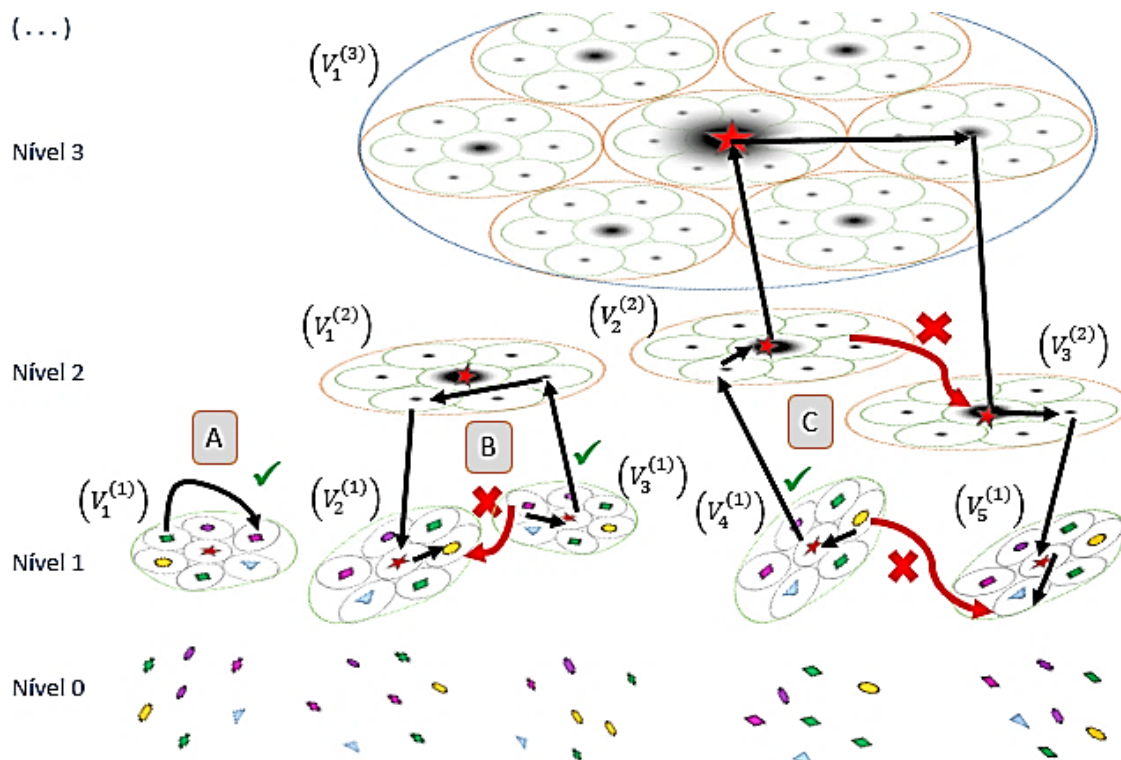 (...)
(V₁⁽³⁾)
Nível 3
(V₁⁽²⁾)
(V₂⁽²⁾)
(V₃⁽²⁾)
Nível 2
A
B
C
(V₁⁽¹⁾)
(V₂⁽¹⁾)
(V₃⁽¹⁾)
(V₄⁽¹⁾)
(V₅⁽¹⁾)
Nível 1
Nível 0